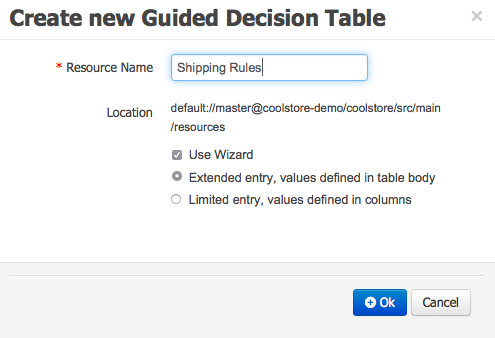 Create new Guided Decision Table ×
* Resource Name Shipping Rules
Location default://master@coolstore-demo/coolstore/src/main
/resources
Use Wizard
Extended entry, values defined in table body
Limited entry, values defined in columns
Ok Cancel